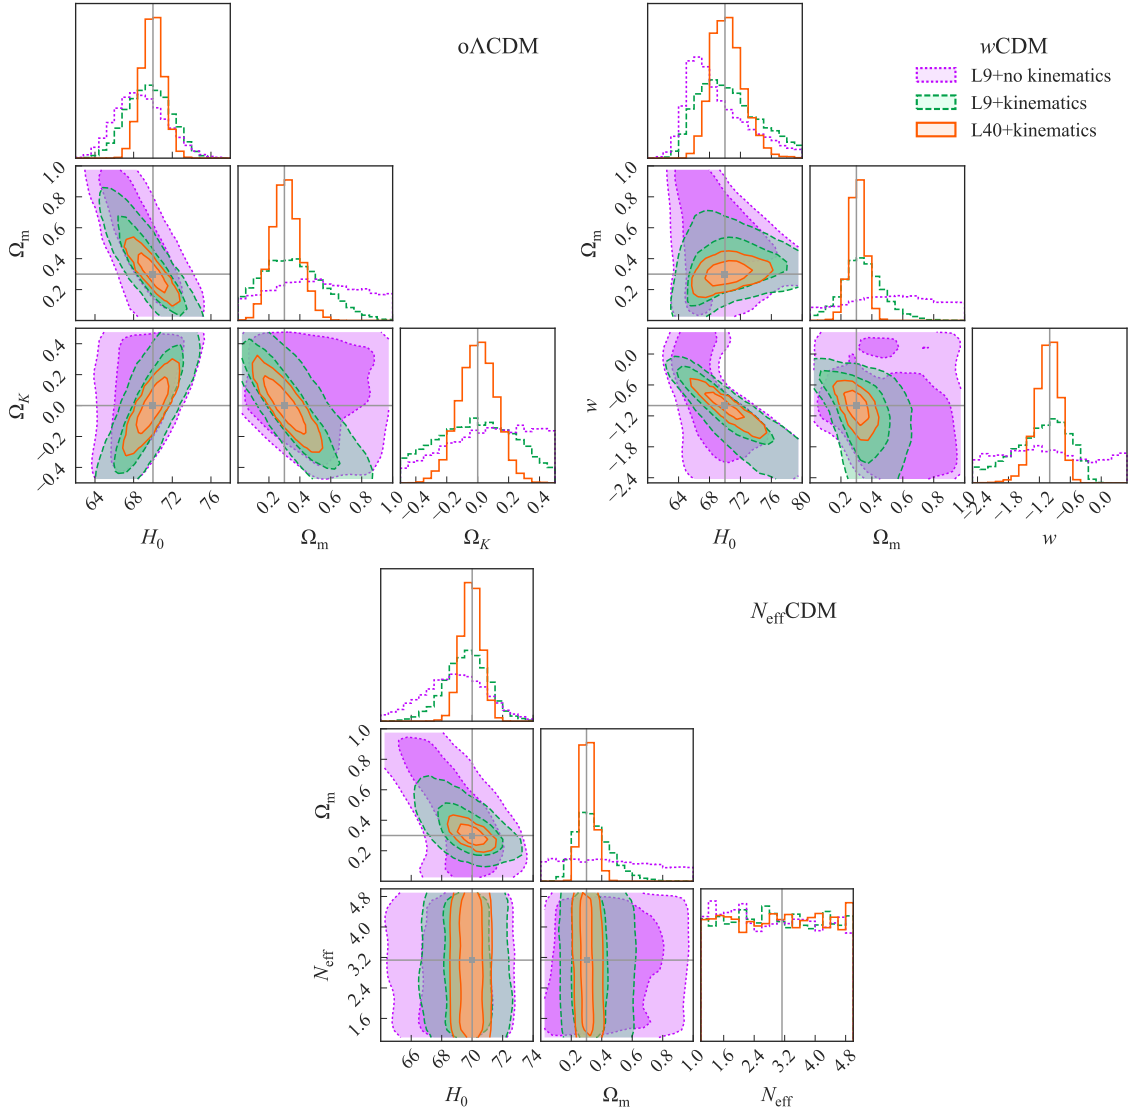 oΛCDM
wCDM
L9+no kinematics
L9+kinematics
L40+kinematics
1.0
0.8
0.6
0.4
0.2
Ωm
1.0
0.8
0.6
0.4
0.2
Ωm
0.4
0.2
0.0
−0.2
−0.4
ΩK
0.0
−0.6
−1.2
−1.8
−2.4
w
64 68 72 76
0.2 0.4 0.6 0.8 1.0
−0.4 −0.2 0.0 0.2 0.4
64 68 72 76 80
0.2 0.4 0.6 0.8 1.0
−2.4 −1.8 −1.2 −0.6 0.0
H0 Ωm ΩK
H0 Ωm w
NeffCDM
1.0
0.8
0.6
0.4
0.2
Ωm
4.8
4.0
3.2
2.4
1.6
Neff
66 68 70 72 74
0.2 0.4 0.6 0.8 1.0
1.6 2.4 3.2 4.0 4.8
H0 Ωm Neff